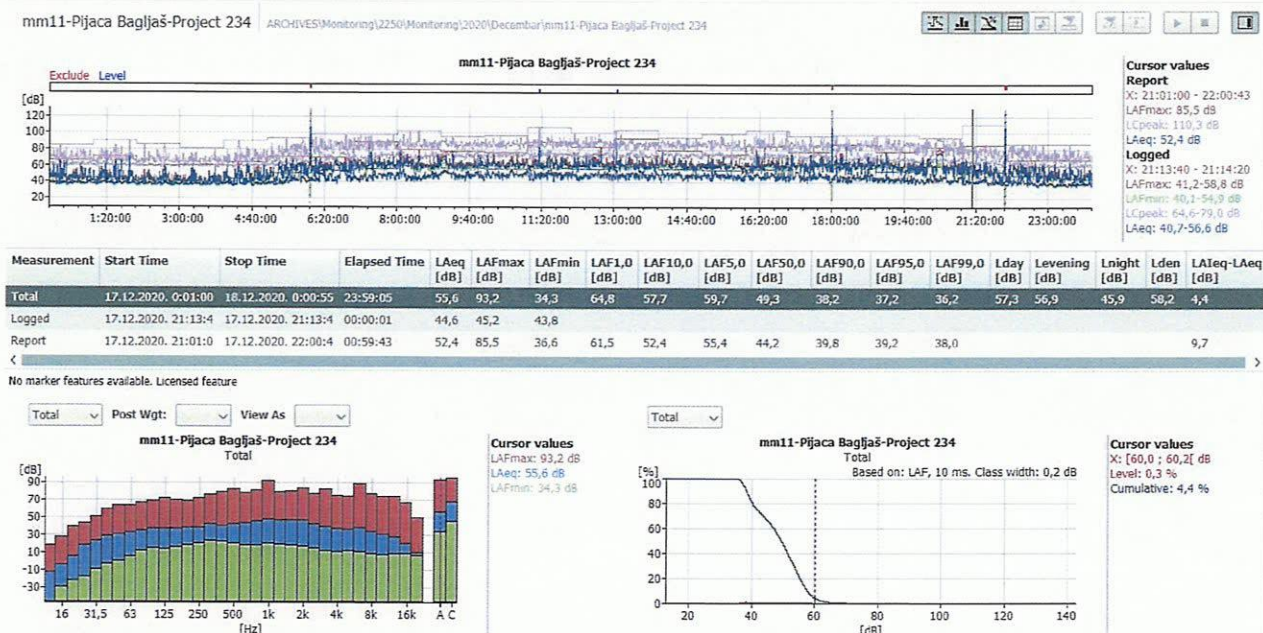 mm11-Pijaca Bagljaš-Project 234 ARCHIVES\Monitoring\2250\Monitoring\2020\Decembar\mm11-Pijaca Bagljaš-Project 234
mm11-Pijaca Bagljaš-Project 234
Exclude Level
[dB]
120
100
80
60
40
20
1:20:00 3:00:00 4:40:00 6:20:00 8:00:00 9:40:00 11:20:00 13:00:00 14:40:00 16:20:00 18:00:00 19:40:00 21:20:00 23:00:00
Cursor values
Report
X: 21:01:00 - 22:00:43
LAFmax: 85,5 dB
LCpeak: 110,3 dB
LAeq: 52,4 dB
Logged
X: 21:13:40 - 21:14:20
LAFmax: 41,2-58,8 dB
LAFmin: 40,1-54,9 dB
LCpeak: 64,6-79,0 dB
LAeq: 40,7-56,6 dB
Measurement Start Time Stop Time Elapsed Time LAeq [dB] LAFmax [dB] LAFmin [dB] LAF1,0 [dB] LAF10,0 [dB] LAF5,0 [dB] LAF50,0 [dB] LAF90,0 [dB] LAF95,0 [dB] LAF99,0 [dB] Lday [dB] Levening [dB] Lnight [dB] Lden [dB] LAIeq-LAeq [dB]
Total 17.12.2020. 0:01:00 18.12.2020. 0:00:55 23:59:05 55,6 93,2 34,3 64,8 57,7 59,7 49,3 38,2 37,2 36,2 57,3 56,9 45,9 58,2 4,4
Logged 17.12.2020. 21:13:4 17.12.2020. 21:13:4 00:00:01 44,6 45,2 43,8
Report 17.12.2020. 21:01:0 17.12.2020. 22:00:4 00:59:43 52,4 85,5 36,6 61,5 52,4 55,4 44,2 39,8 39,2 38,0 9,7
No marker features available. Licensed feature
Total Post Wgt: View As
mm11-Pijaca Bagljaš-Project 234
Total
[dB]
90
70
50
30
10
-10
-30
16 31,5 63 125 250 500 1k 2k 4k 8k 16k A C
[Hz]
Cursor values
LAFmax: 93,2 dB
LAeq: 55,6 dB
LAFmin: 34,3 dB
Total
mm11-Pijaca Bagljaš-Project 234
Total
[%] Based on: LAF, 10 ms. Class width: 0,2 dB
100
80
60
40
20
0
20 40 60 80 100 120 140
[dB]
Cursor values
X: [60,0 ; 60,2[ dB
Level: 0,3 %
Cumulative: 4,4 %